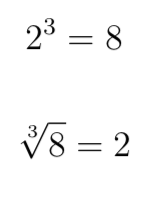 2³ = 8
∛8 = 2